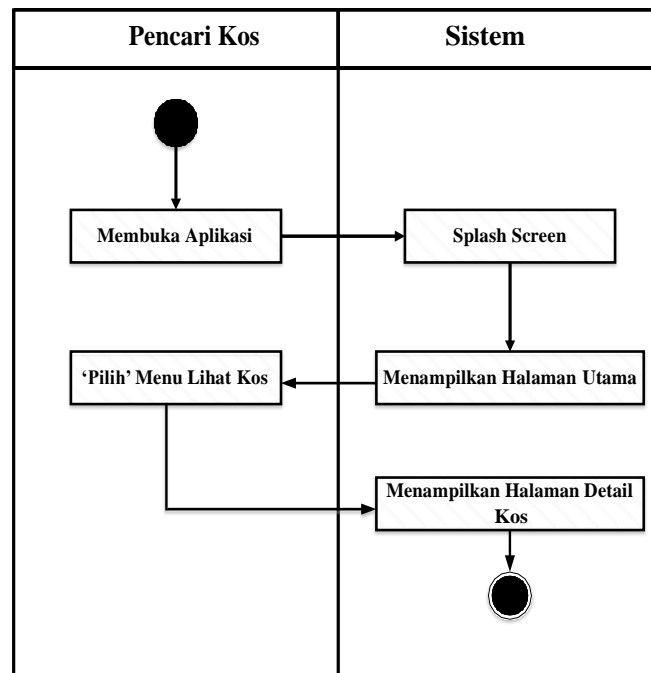 Pencari Kos
Sistem
Membuka Aplikasi
Splash Screen
Menampilkan Halaman Utama
‘Pilih’ Menu Lihat Kos
Menampilkan Halaman Detail
Kos